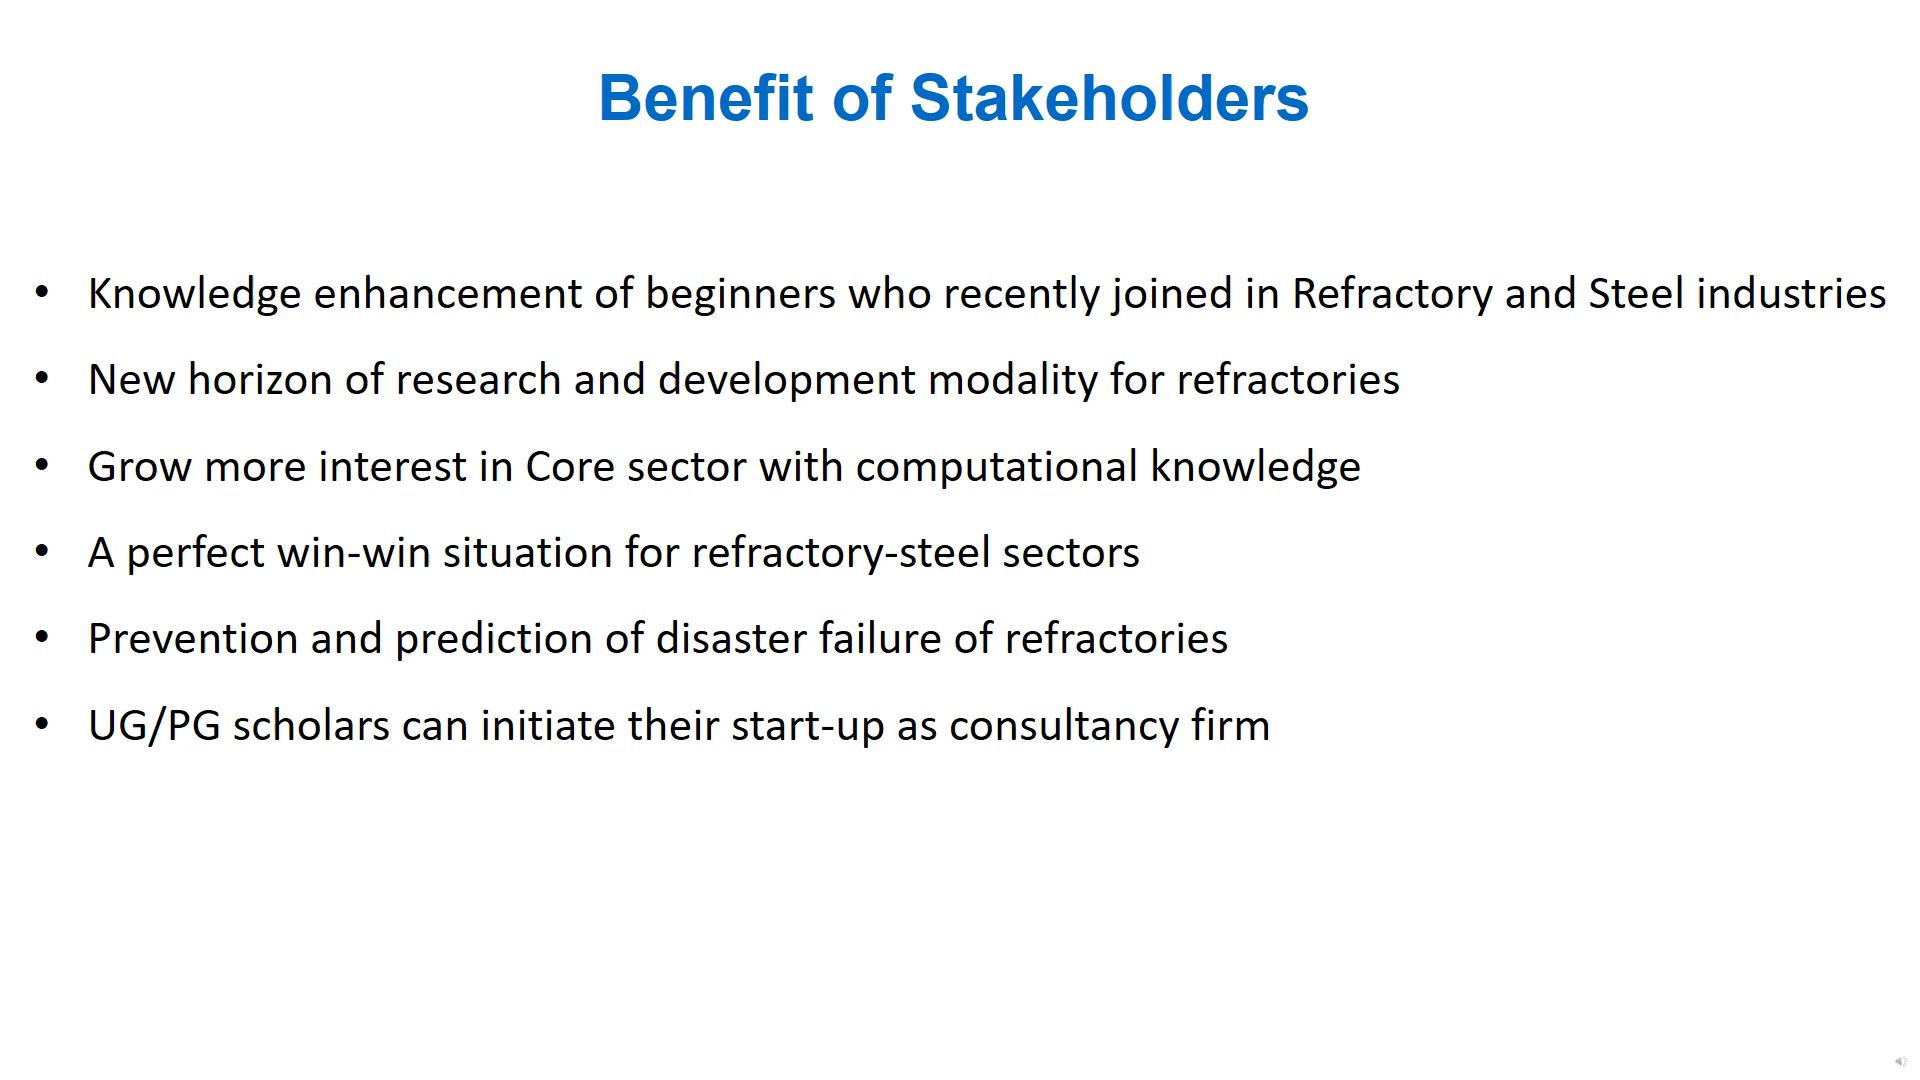 Benefit of Stakeholders
• Knowledge enhancement of beginners who recently joined in Refractory and Steel industries
• New horizon of research and development modality for refractories
• Grow more interest in Core sector with computational knowledge
• A perfect win-win situation for refractory-steel sectors
• Prevention and prediction of disaster failure of refractories
• UG/PG scholars can initiate their start-up as consultancy firm